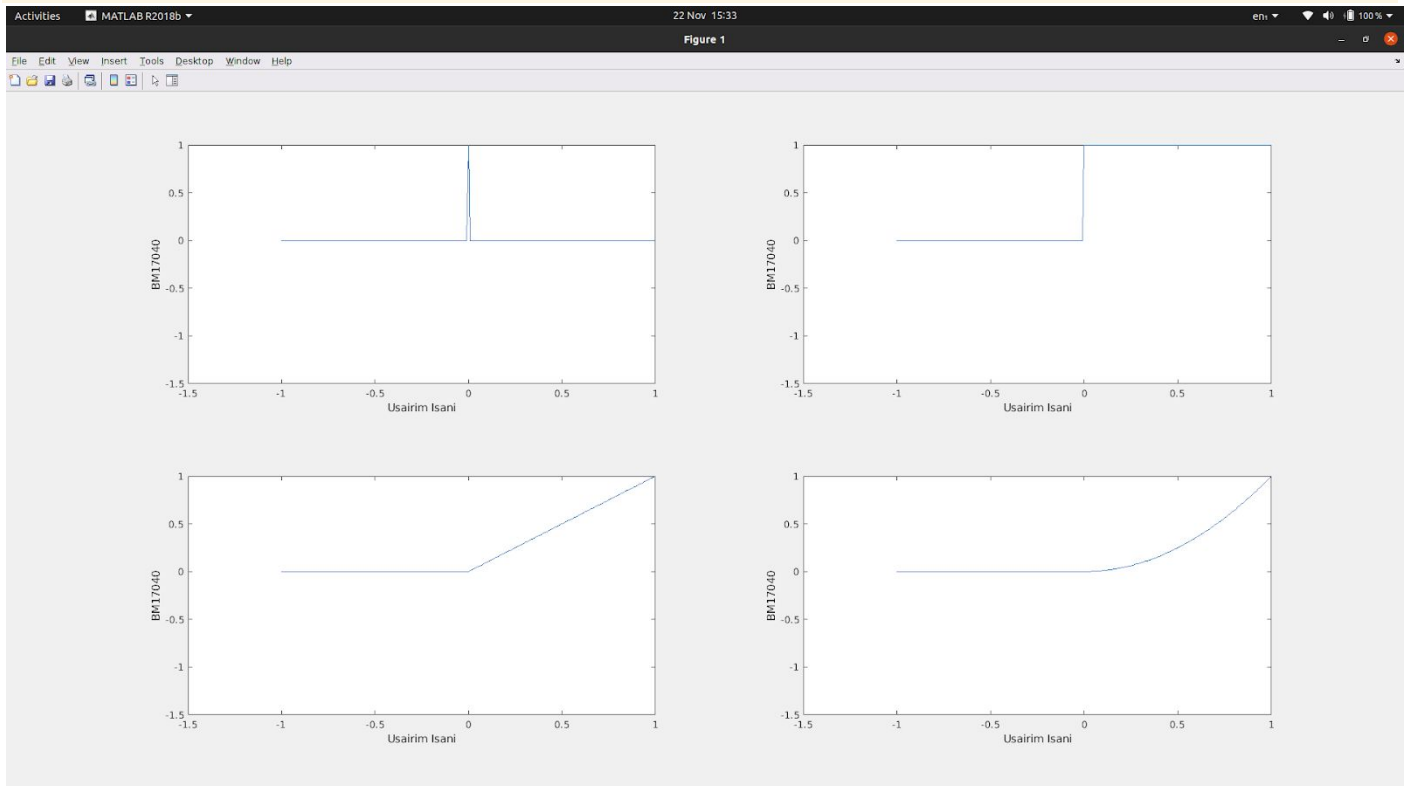 Activities MATLAB R2018b 22 Nov 15:33 en₁ 100 %
Figure 1
File Edit View Insert Tools Desktop Window Help
1
0.5
0
-0.5
-1
-1.5
BM17040
-1.5 -1 -0.5 0 0.5 1
Usairim Isani
1
0.5
0
-0.5
-1
-1.5
BM17040
-1.5 -1 -0.5 0 0.5 1
Usairim Isani
1
0.5
0
-0.5
-1
-1.5
BM17040
-1.5 -1 -0.5 0 0.5 1
Usairim Isani
1
0.5
0
-0.5
-1
-1.5
BM17040
-1.5 -1 -0.5 0 0.5 1
Usairim Isani